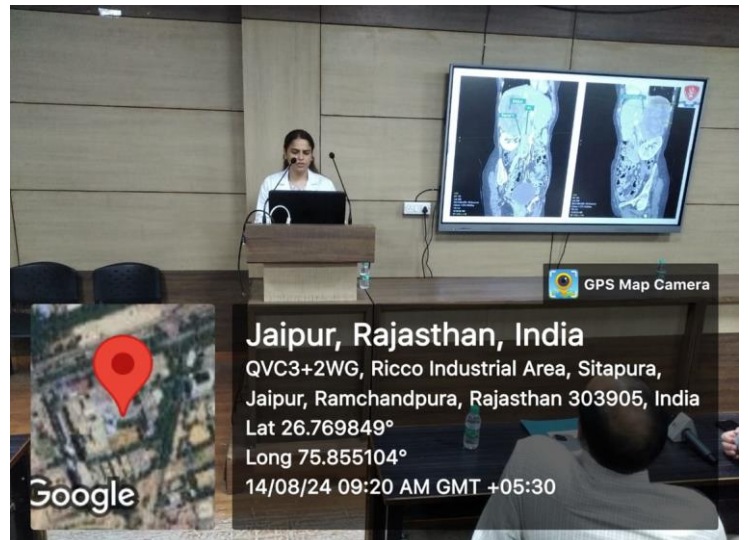 GPS Map Camera
Jaipur, Rajasthan, India
QVC3+2WG, Ricco Industrial Area, Sitapura,
Jaipur, Ramchandpura, Rajasthan 303905, India
Lat 26.769849°
Long 75.855104°
14/08/24 09:20 AM GMT +05:30
Google